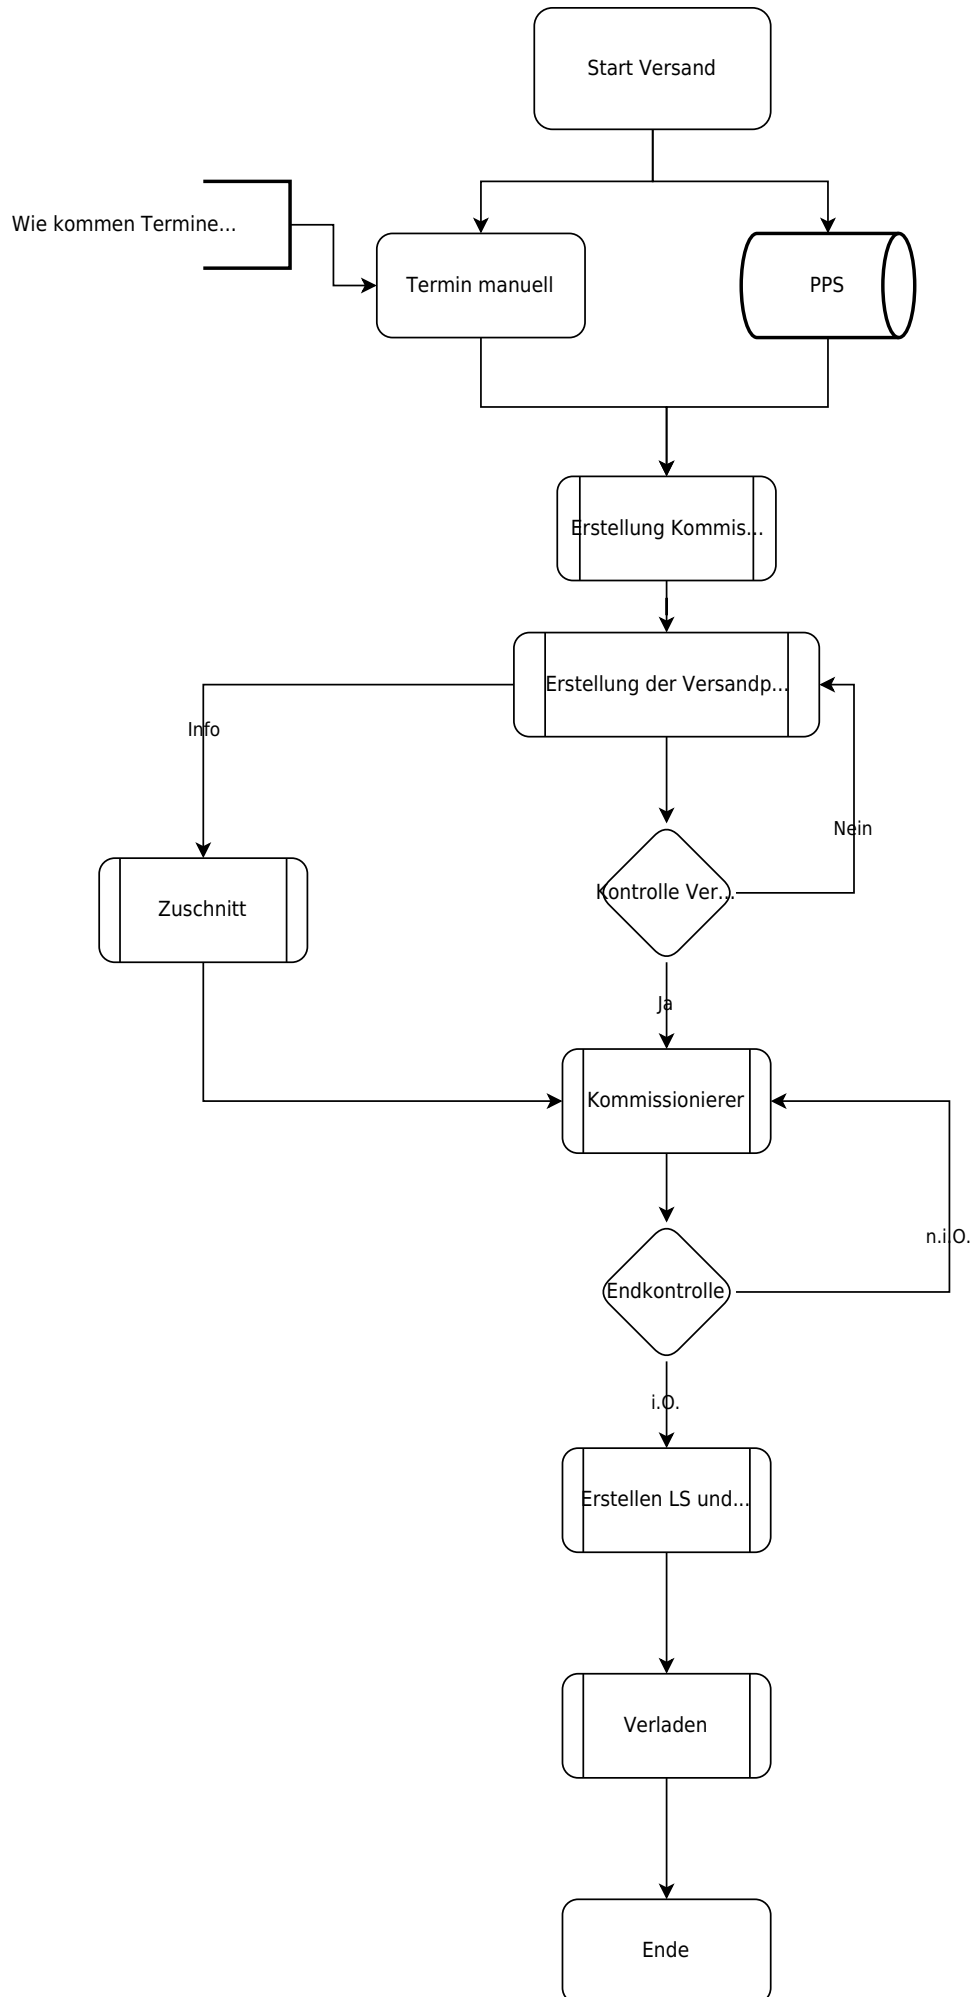 Start Versand
Wie kommen Termine...
Termin manuell
PPS
Erstellung Kommis...
Erstellung der Versandp...
Info
Nein
Kontrolle Ver...
Zuschnitt
Ja
Kommissionierer
n.i.O.
Endkontrolle
i.O.
Erstellen LS und...
Verladen
Ende